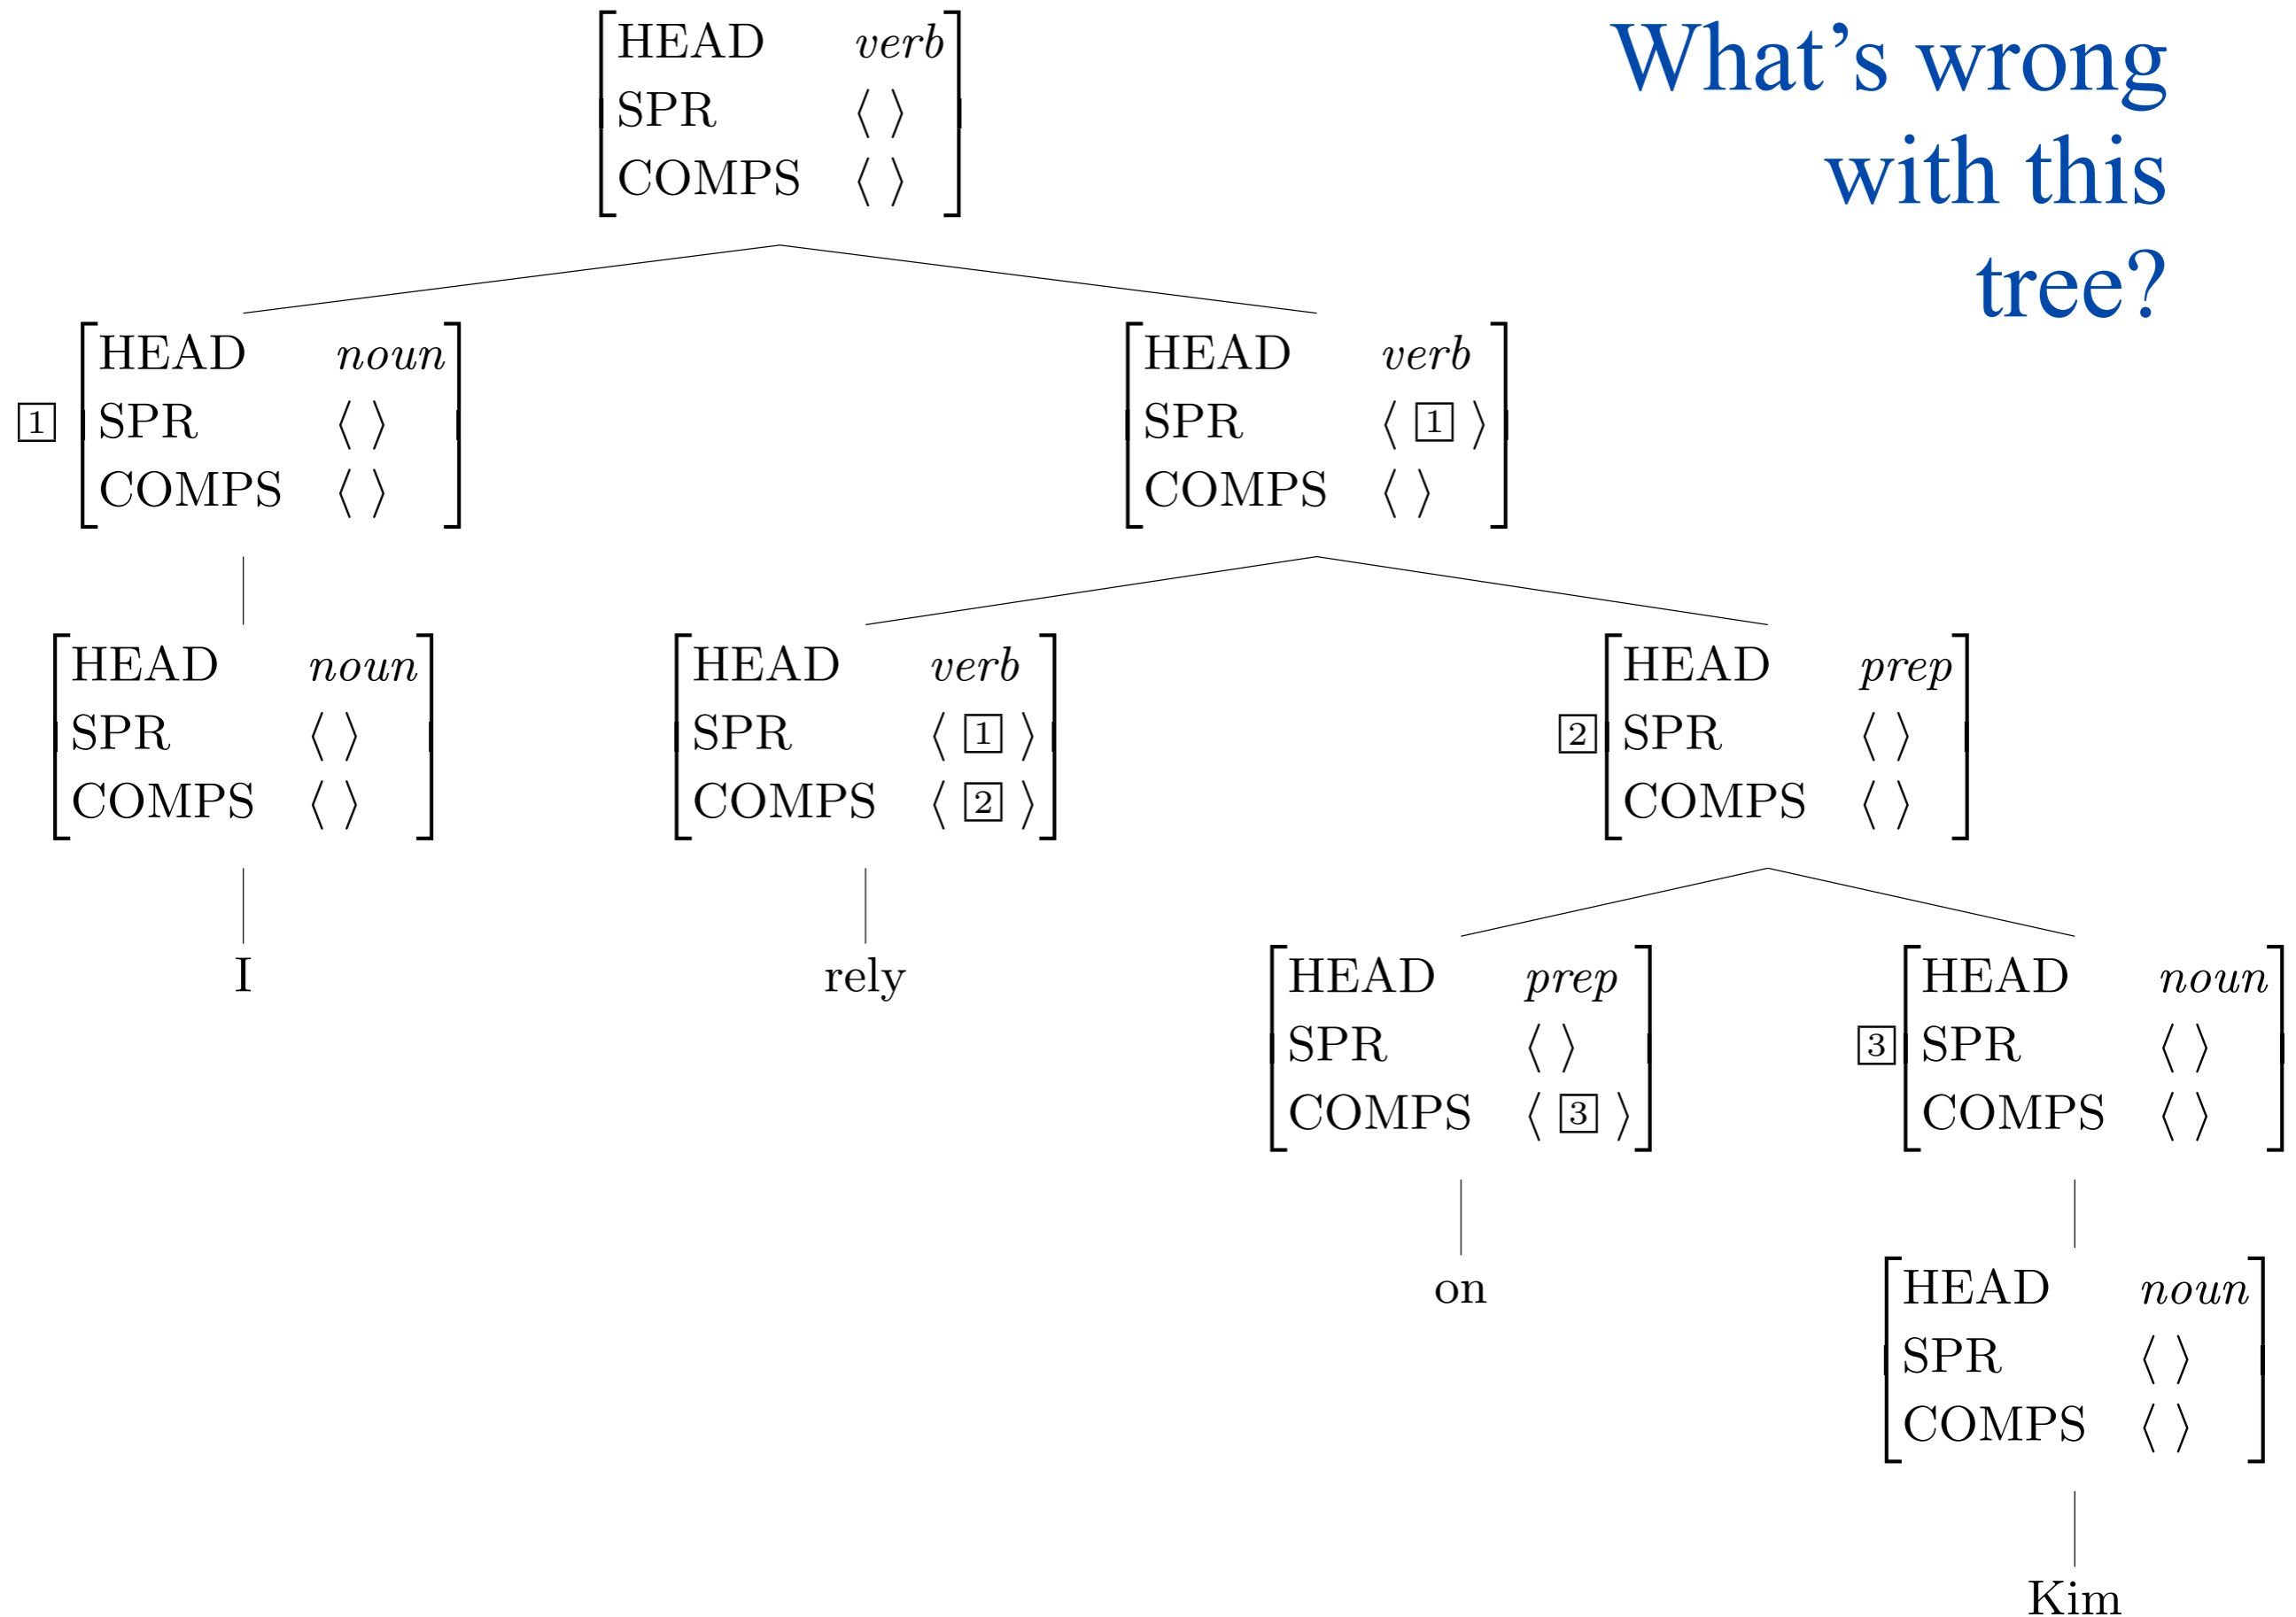 What's wrong
with this
tree?
HEAD verb
SPR ⟨ ⟩
COMPS ⟨ ⟩
1
HEAD noun
SPR ⟨ ⟩
COMPS ⟨ ⟩
HEAD verb
SPR ⟨ 1 ⟩
COMPS ⟨ ⟩
HEAD noun
SPR ⟨ ⟩
COMPS ⟨ ⟩
HEAD verb
SPR ⟨ 1 ⟩
COMPS ⟨ 2 ⟩
2
HEAD prep
SPR ⟨ ⟩
COMPS ⟨ ⟩
I
rely
HEAD prep
SPR ⟨ ⟩
COMPS ⟨ 3 ⟩
3
HEAD noun
SPR ⟨ ⟩
COMPS ⟨ ⟩
on
HEAD noun
SPR ⟨ ⟩
COMPS ⟨ ⟩
Kim